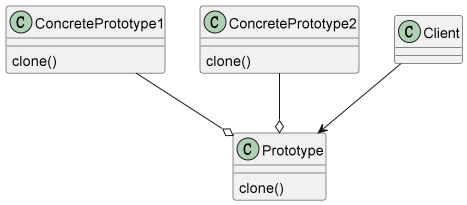 C ConcretePrototype1
clone()
C ConcretePrototype2
clone()
C Client
C Prototype
clone()